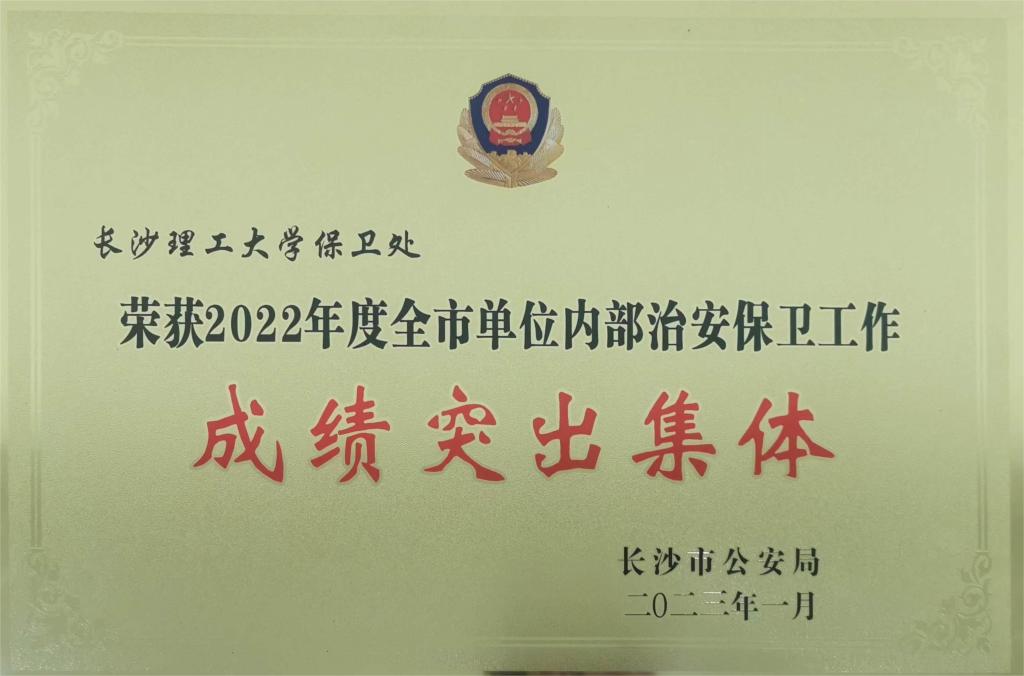 长沙理工大学保卫处
荣获2022年度全市单位内部治安保卫工作
成绩突出集体
长沙市公安局
二〇二三年一月